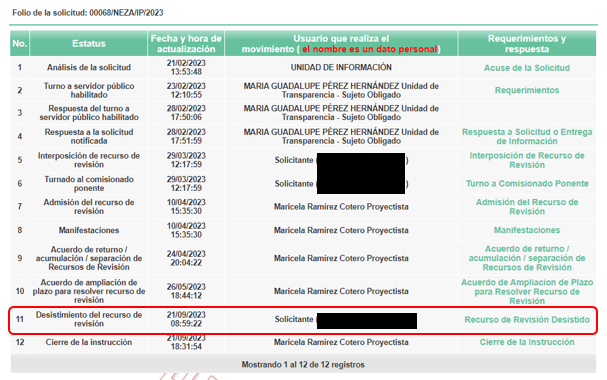 Folio de la solicitud: 00068/NEZA/IP/2023
No. Estatus Fecha y hora de actualización Usuario que realiza el movimiento ( el nombre es un dato personal) Requerimientos y respuesta
1 Análisis de la solicitud 21/02/2023 13:53:48 UNIDAD DE INFORMACIÓN Acuse de la Solicitud
2 Turno a servidor público habilitado 23/02/2023 12:10:55 MARIA GUADALUPE PÉREZ HERNÁNDEZ Unidad de Transparencia - Sujeto Obligado Requerimientos
3 Respuesta del turno a servidor público habilitado 28/02/2023 17:50:06 MARIA GUADALUPE PÉREZ HERNÁNDEZ Unidad de Transparencia - Sujeto Obligado
4 Respuesta a la solicitud notificada 28/02/2023 17:51:59 MARIA GUADALUPE PÉREZ HERNÁNDEZ Unidad de Transparencia - Sujeto Obligado Respuesta a Solicitud o Entrega de Información
5 Interposición de recurso de revisión 29/03/2023 12:17:59 Solicitante ( ) Interposición de Recurso de Revisión
6 Turnado al comisionado ponente 29/03/2023 12:17:59 Solicitante ( ) Turno a Comisionado Ponente
7 Admisión del recurso de revisión 10/04/2023 15:35:30 Maricela Ramirez Cotero Proyectista Admisión del Recurso de Revisión
8 Manifestaciones 10/04/2023 15:35:30 Maricela Ramirez Cotero Proyectista Manifestaciones
9 Acuerdo de returno / acumulación / separación de Recursos de Revisión 24/04/2023 20:04:22 Maricela Ramirez Cotero Proyectista Acuerdo de returno / acumulación / separación de Recursos de Revisión
10 Acuerdo de ampliación de plazo para resolver recurso de revisión 26/05/2023 18:44:12 Maricela Ramirez Cotero Proyectista Acuerdo de Ampliacion de Plazo para Resolver Recurso de Revisión
11 Desistimiento del recurso de revisión 21/09/2023 08:59:22 Solicitante ( Recurso de Revisión Desistido
12 Cierre de la instrucción 21/09/2023 18:31:54 Maricela Ramirez Cotero Proyectista Cierre de la Instrucción
Mostrando 1 al 12 de 12 registros